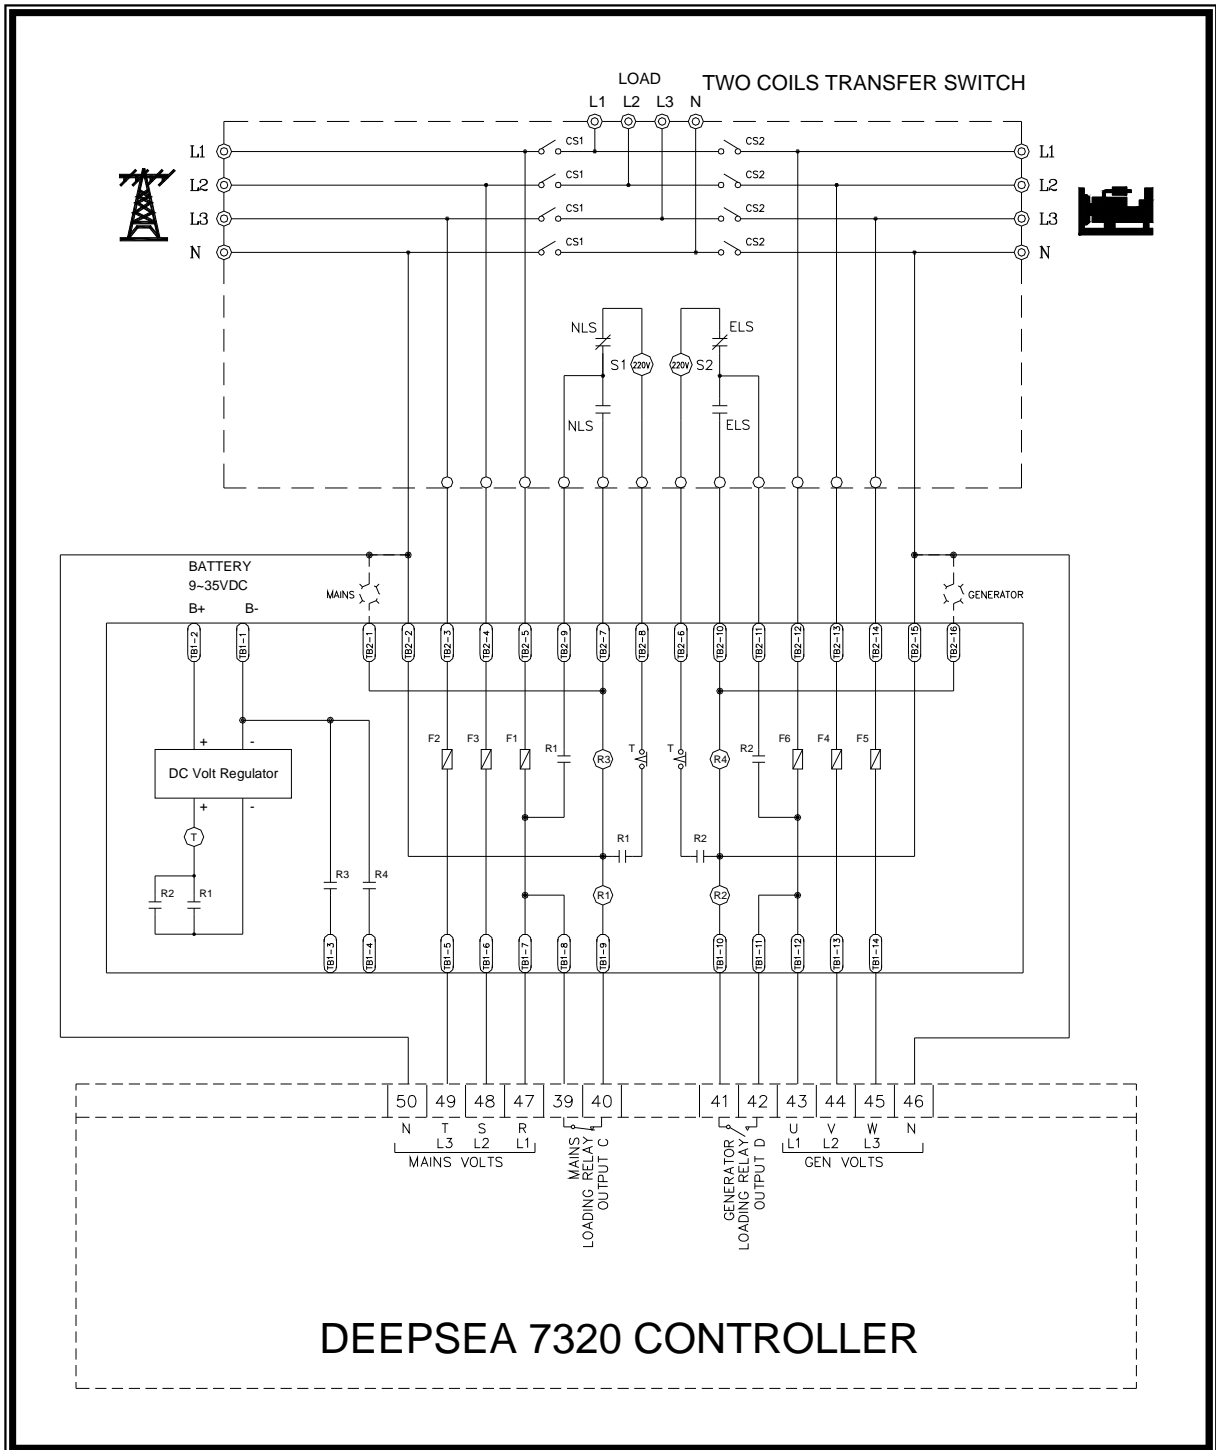 LOAD
TWO COILS TRANSFER SWITCH
L1 L2 L3 N
L1 CS1 CS2 L1
L2 CS1 CS2 L2
L3 CS1 CS2 L3
N CS1 CS2 N
NLS ELS
S1 220V 220V S2
NLS ELS
BATTERY
9~35VDC
MAINS GENERATOR
B+ B-
TB1-2 TB1-1 TB2-1 TB2-2 TB2-3 TB2-4 TB2-5 TB2-9 TB2-7 TB2-8 TB2-6 TB2-10 TB2-11 TB2-12 TB2-13 TB2-14 TB2-15 TB2-16
+ -
F2 F3 F1 R1 R3 T T R4 R2 F6 F4 F5
DC Volt Regulator
+ -
T
R1 R2
R3 R4
R2 R1
R1 R2
TB1-3 TB1-4 TB1-5 TB1-6 TB1-7 TB1-8 TB1-9 TB1-10 TB1-11 TB1-12 TB1-13 TB1-14
50 49 48 47 39 40 41 42 43 44 45 46
N T S R U V W N
L3 L2 L1 L1 L2 L3
MAINS VOLTS
MAINS
LOADING RELAY
OUTPUT C
GENERATOR
LOADING RELAY
OUTPUT D
GEN VOLTS
DEEPSEA 7320 CONTROLLER